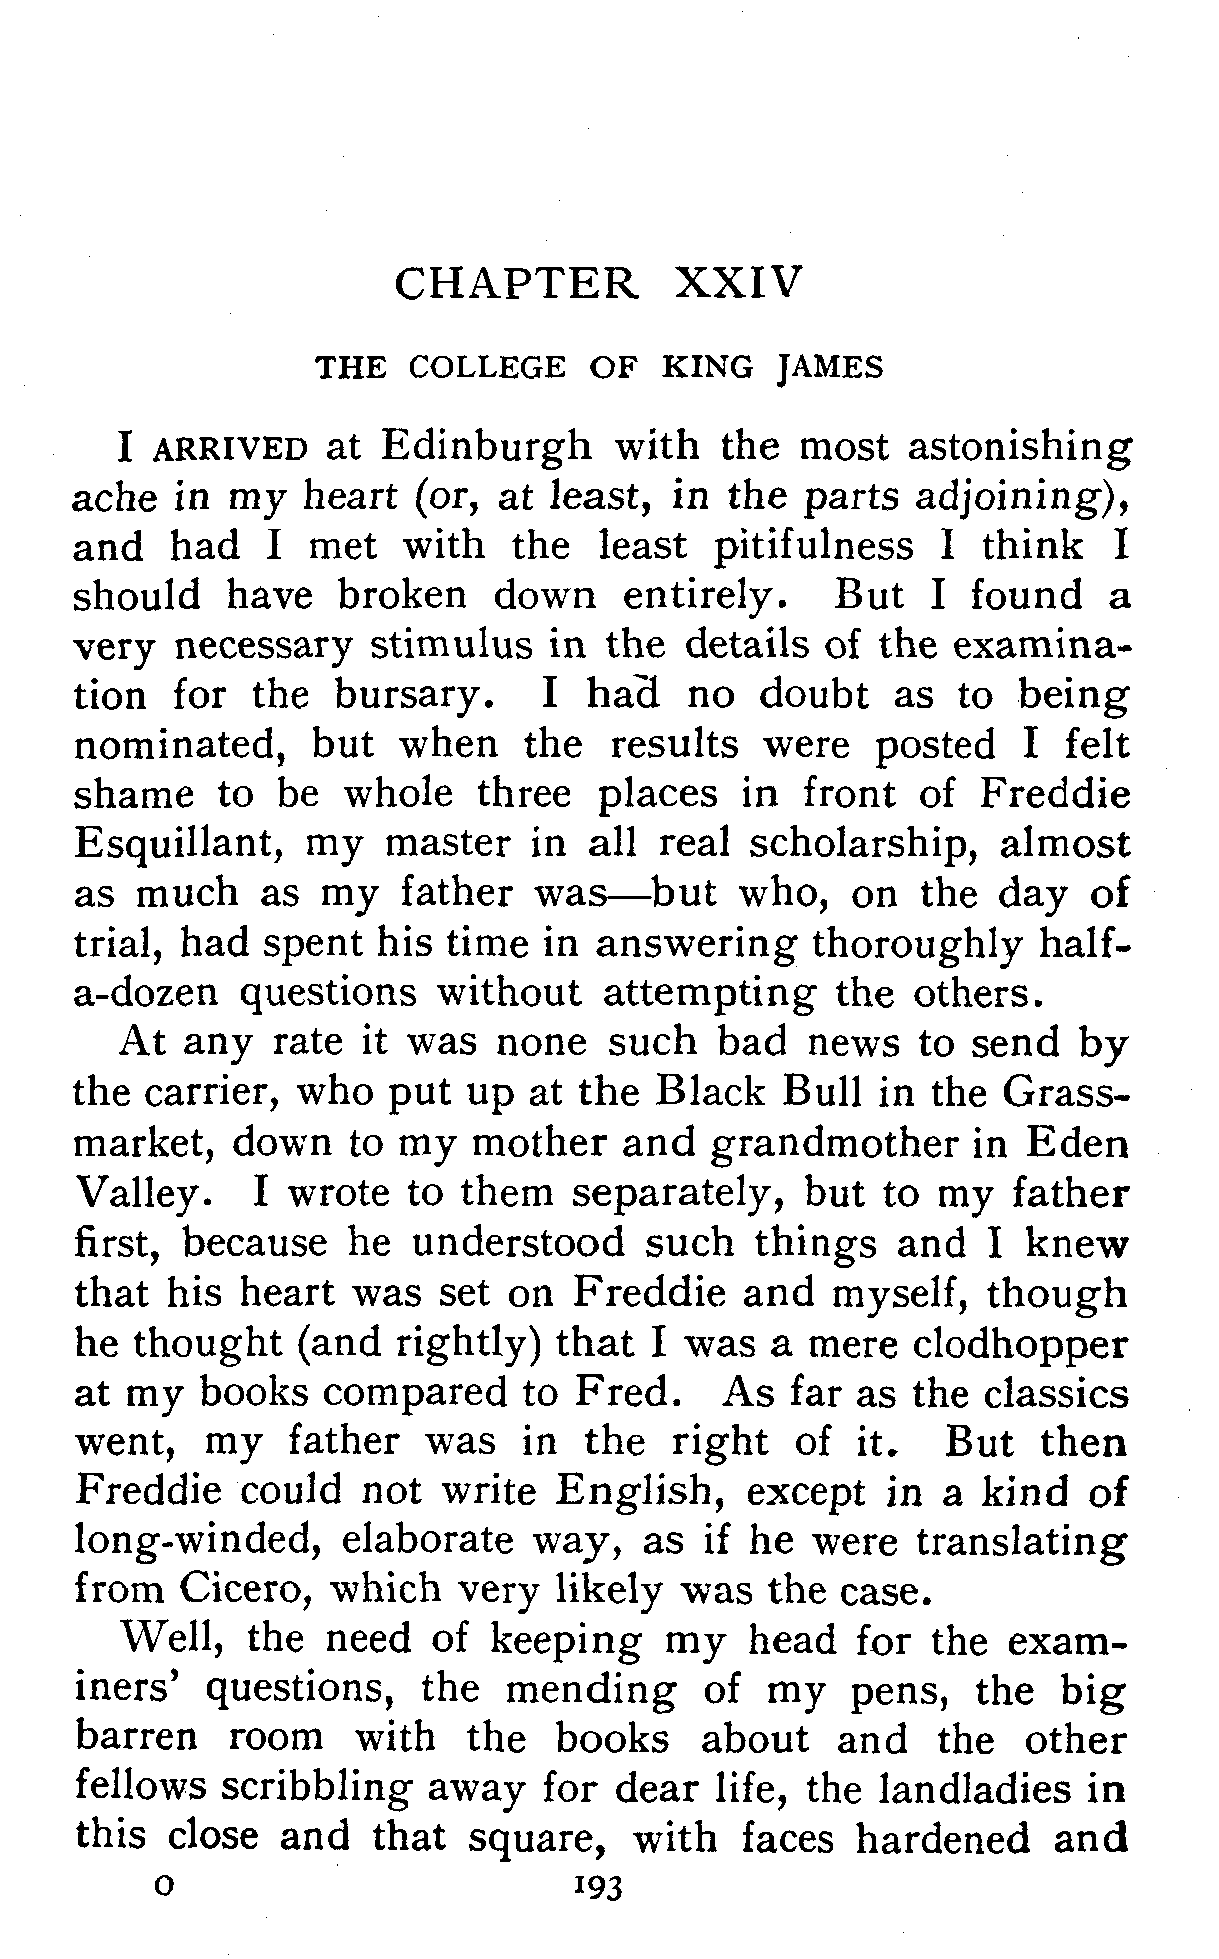 CHAPTER XXIV
THE COLLEGE OF KING JAMES
I ARRIVED at Edinburgh with the most astonishing
ache in my heart (or, at least, in the parts adjoining),
and had I met with the least pitifulness I think I
should have broken down entirely. But I found a
very necessary stimulus in the details of the examina-
tion for the bursary. I had no doubt as to being
nominated, but when the results were posted I felt
shame to be whole three places in front of Freddie
Esquillant, my master in all real scholarship, almost
as much as my father was—but who, on the day of
trial, had spent his time in answering thoroughly half-
a-dozen questions without attempting the others.
At any rate it was none such bad news to send by
the carrier, who put up at the Black Bull in the Grass-
market, down to my mother and grandmother in Eden
Valley. I wrote to them separately, but to my father
first, because he understood such things and I knew
that his heart was set on Freddie and myself, though
he thought (and rightly) that I was a mere clodhopper
at my books compared to Fred. As far as the classics
went, my father was in the right of it. But then
Freddie could not write English, except in a kind of
long-winded, elaborate way, as if he were translating
from Cicero, which very likely was the case.
Well, the need of keeping my head for the exam-
iners' questions, the mending of my pens, the big
barren room with the books about and the other
fellows scribbling away for dear life, the landladies in
this close and that square, with faces hardened and
O 193